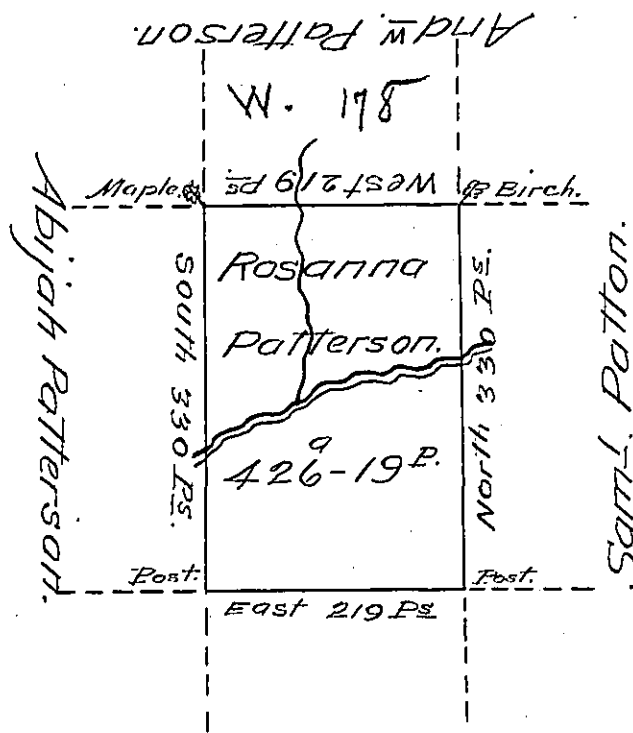 Andw. Patterson.
W. 178
West 219 ps.
Maple.
Birch.
Abijah Patterson.
South 330 Ps.
Rosanna
Patterson.
North 330 Ps.
Saml. Patton.
426a-19P.
Post.
Post.
East 219 Ps